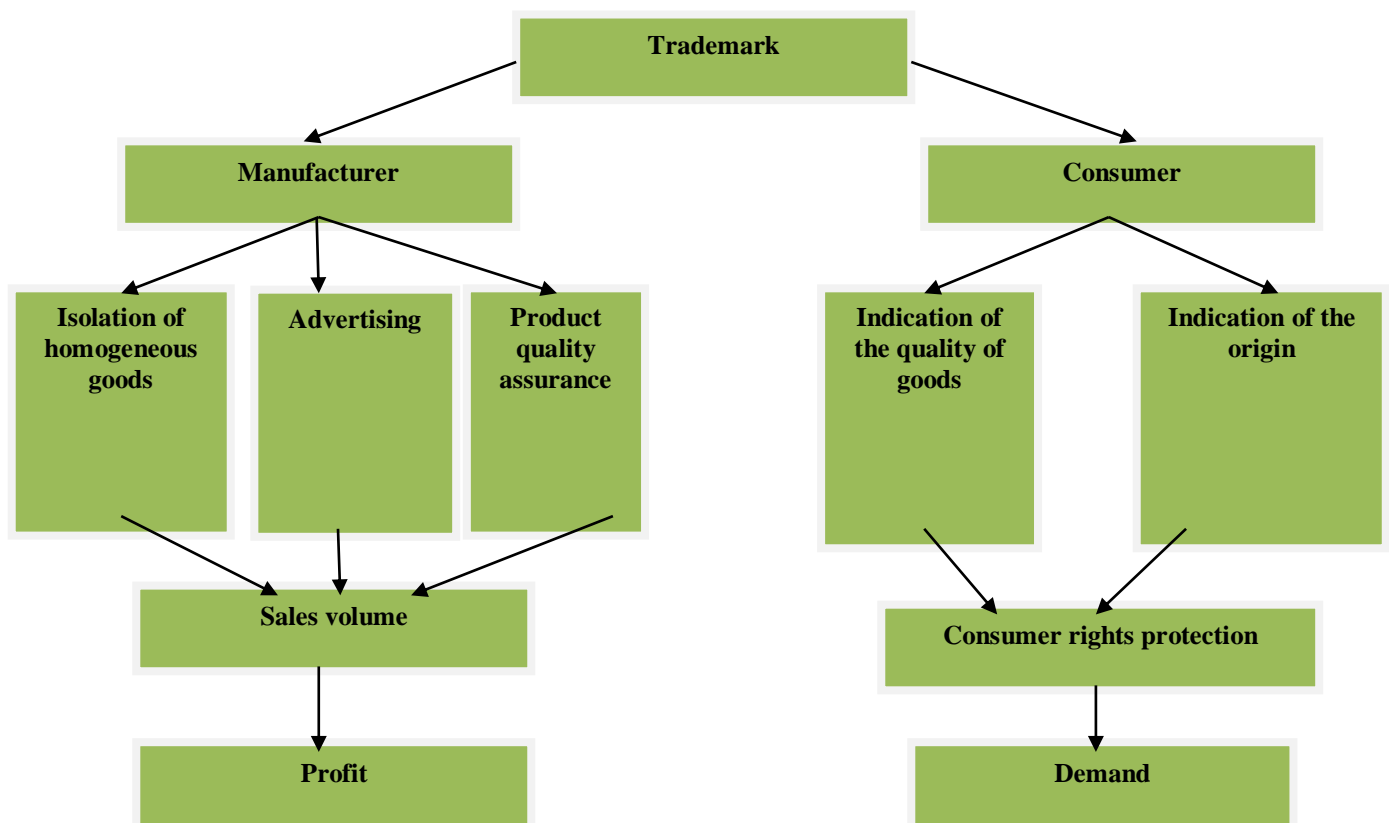 Trademark
Manufacturer
Consumer
Isolation of
homogeneous
goods
Advertising
Product
quality
assurance
Indication of
the quality of
goods
Indication of the
origin
Sales volume
Consumer rights protection
Profit
Demand